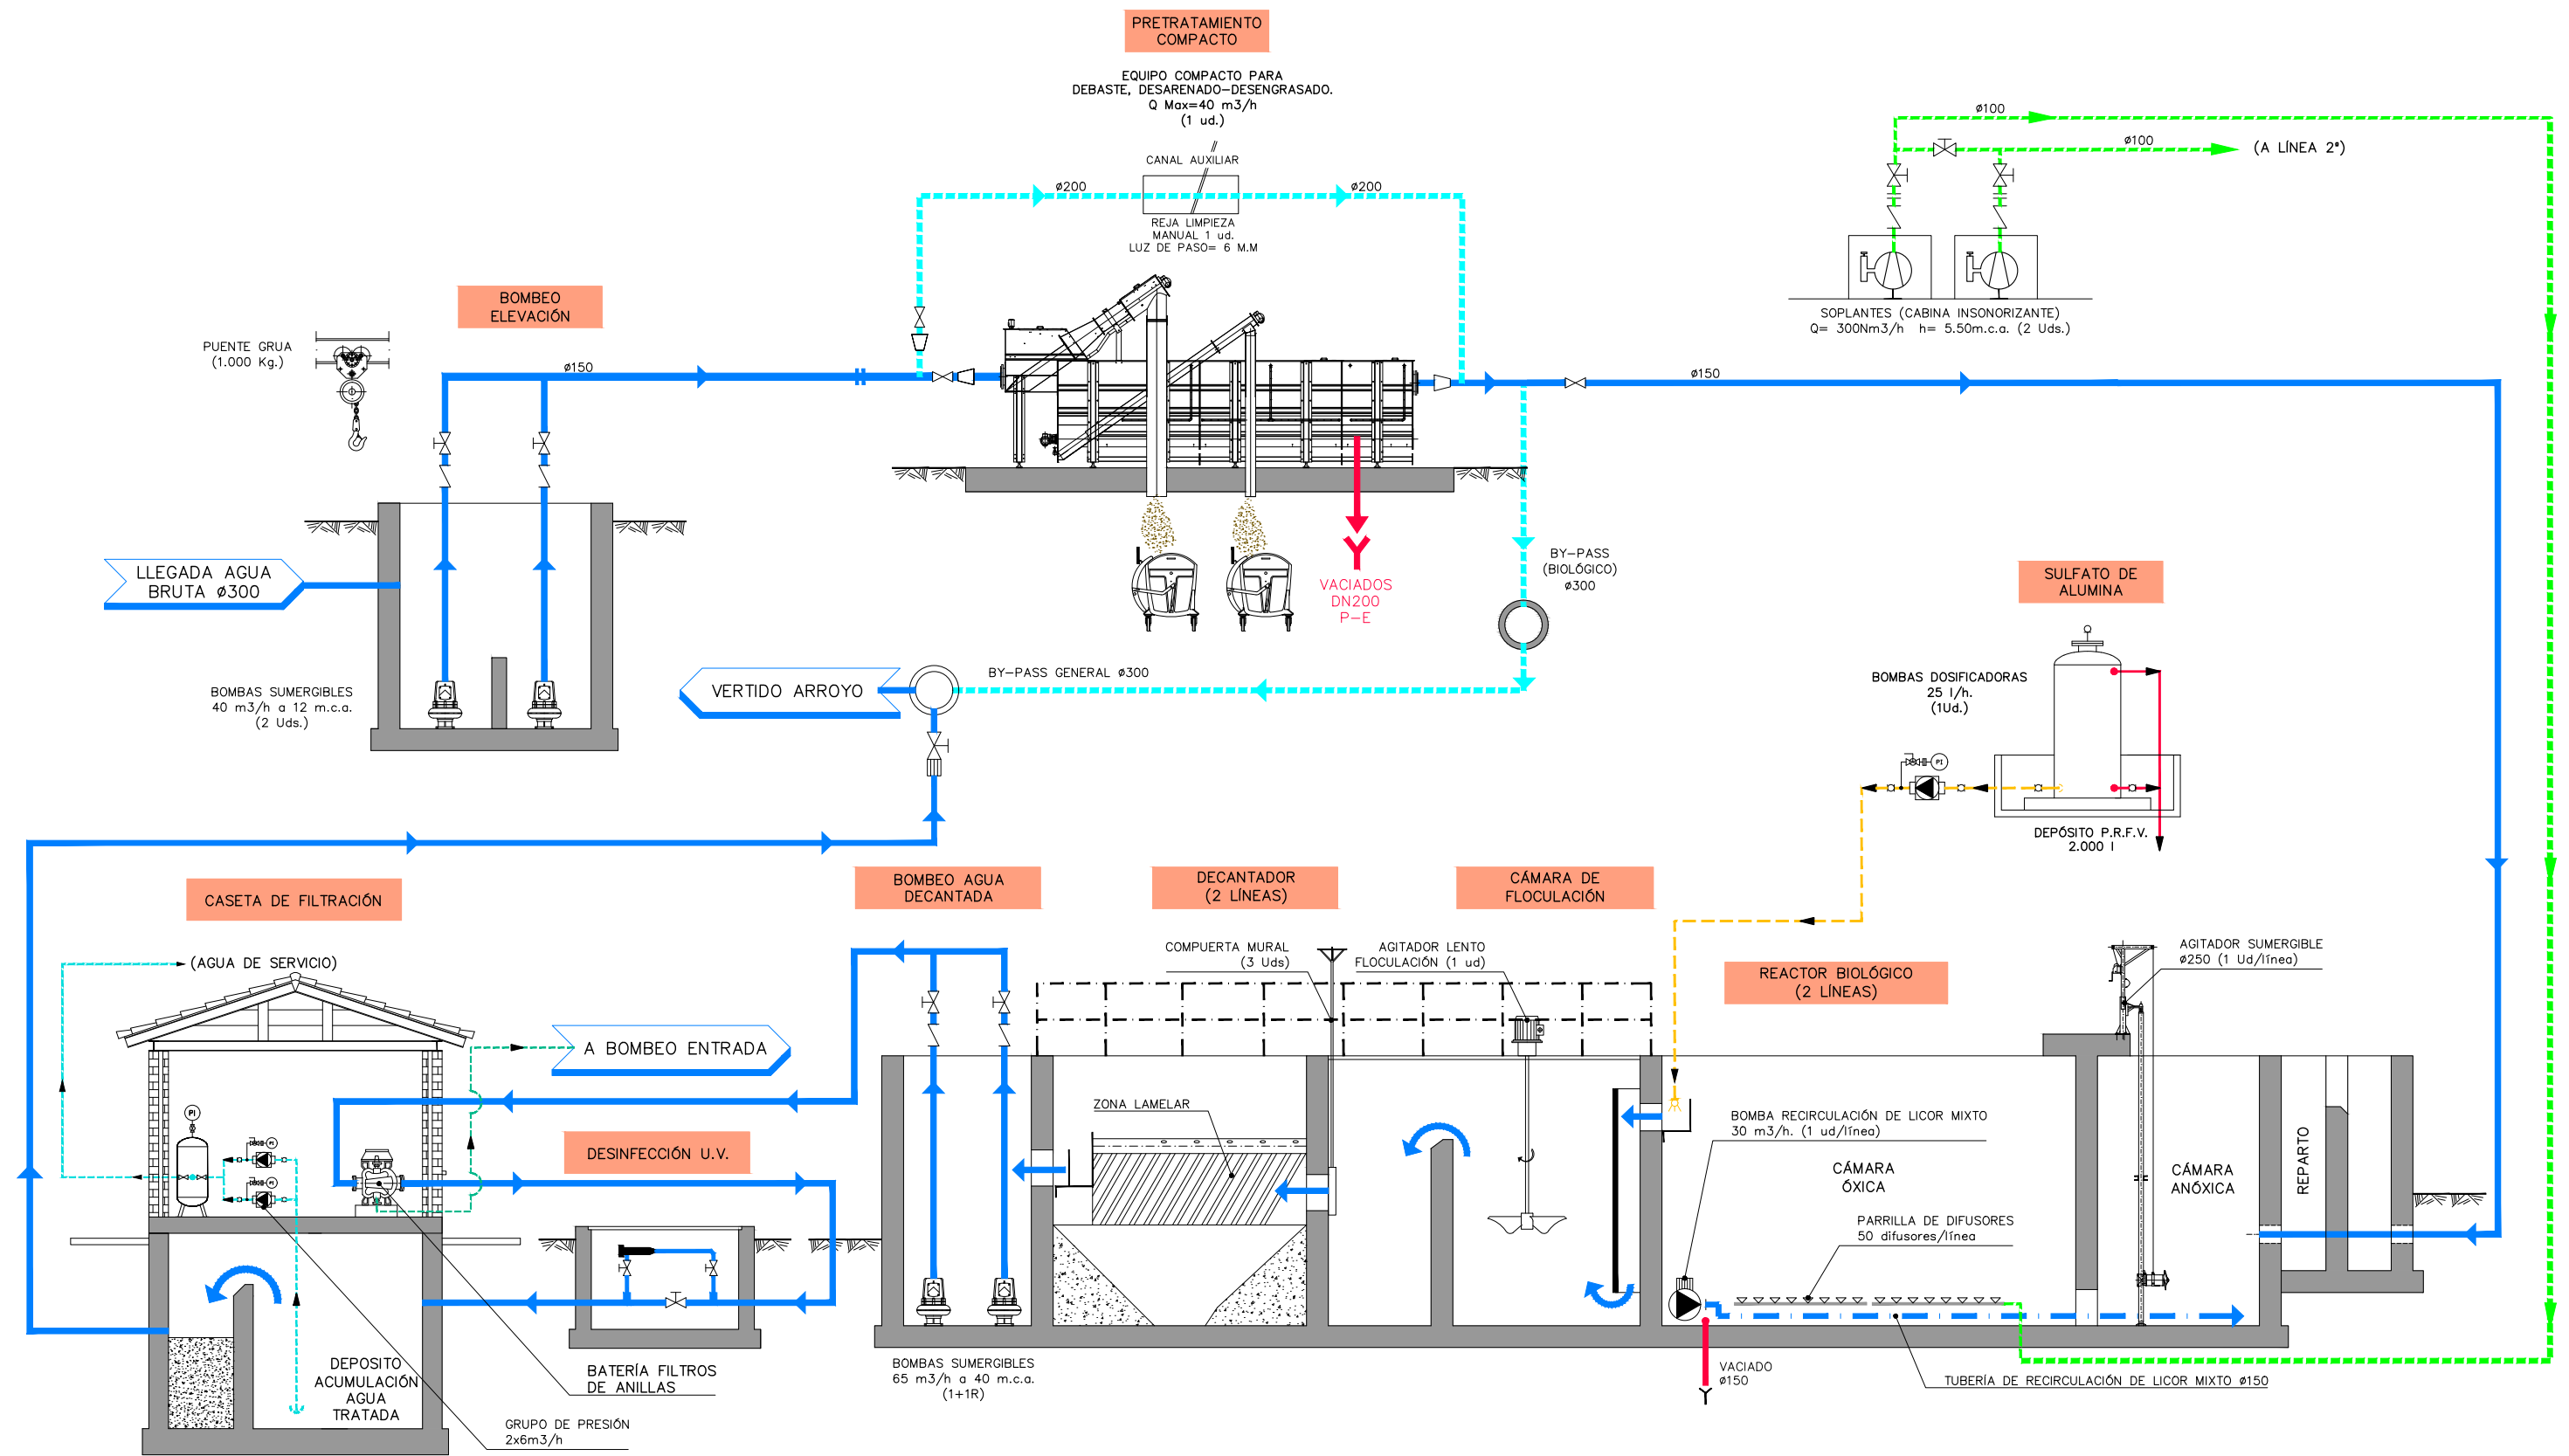 PRETRATAMIENTO
COMPACTO
EQUIPO COMPACTO PARA
DEBASTE, DESARENADO-DESENGRASADO.
Q Max=40 m3/h
(1 ud.)
CANAL AUXILIAR
ø200
ø200
REJA LIMPIEZA
MANUAL 1 ud.
LUZ DE PASO= 6 M.M
ø100
ø100
(A LÍNEA 2ª)
SOPLANTES (CABINA INSONORIZANTE)
Q= 300Nm3/h h= 5.50m.c.a. (2 Uds.)
BOMBEO
ELEVACIÓN
PUENTE GRUA
(1.000 Kg.)
ø150
ø150
LLEGADA AGUA
BRUTA ø300
BOMBAS SUMERGIBLES
40 m3/h a 12 m.c.a.
(2 Uds.)
VACIADOS
DN200
P-E
BY-PASS
(BIOLÓGICO)
ø300
VERTIDO ARROYO
BY-PASS GENERAL ø300
SULFATO DE
ALUMINA
BOMBAS DOSIFICADORAS
25 l/h.
(1Ud.)
PI
DEPÓSITO P.R.F.V.
2.000 l
CASETA DE FILTRACIÓN
BOMBEO AGUA
DECANTADA
DECANTADOR
(2 LÍNEAS)
CÁMARA DE
FLOCULACIÓN
REACTOR BIOLÓGICO
(2 LÍNEAS)
(AGUA DE SERVICIO)
A BOMBEO ENTRADA
COMPUERTA MURAL
(3 Uds)
AGITADOR LENTO
FLOCULACIÓN (1 ud)
AGITADOR SUMERGIBLE
ø250 (1 Ud/línea)
ZONA LAMELAR
BOMBA RECIRCULACIÓN DE LICOR MIXTO
30 m3/h. (1 ud/línea)
PI
PI
PI
DESINFECCIÓN U.V.
CÁMARA
ÓXICA
CÁMARA
ANÓXICA
REPARTO
PARRILLA DE DIFUSORES
50 difusores/línea
DEPOSITO
ACUMULACIÓN
AGUA
TRATADA
BATERÍA FILTROS
DE ANILLAS
GRUPO DE PRESIÓN
2x6m3/h
BOMBAS SUMERGIBLES
65 m3/h a 40 m.c.a.
(1+1R)
VACIADO
ø150
TUBERÍA DE RECIRCULACIÓN DE LICOR MIXTO ø150